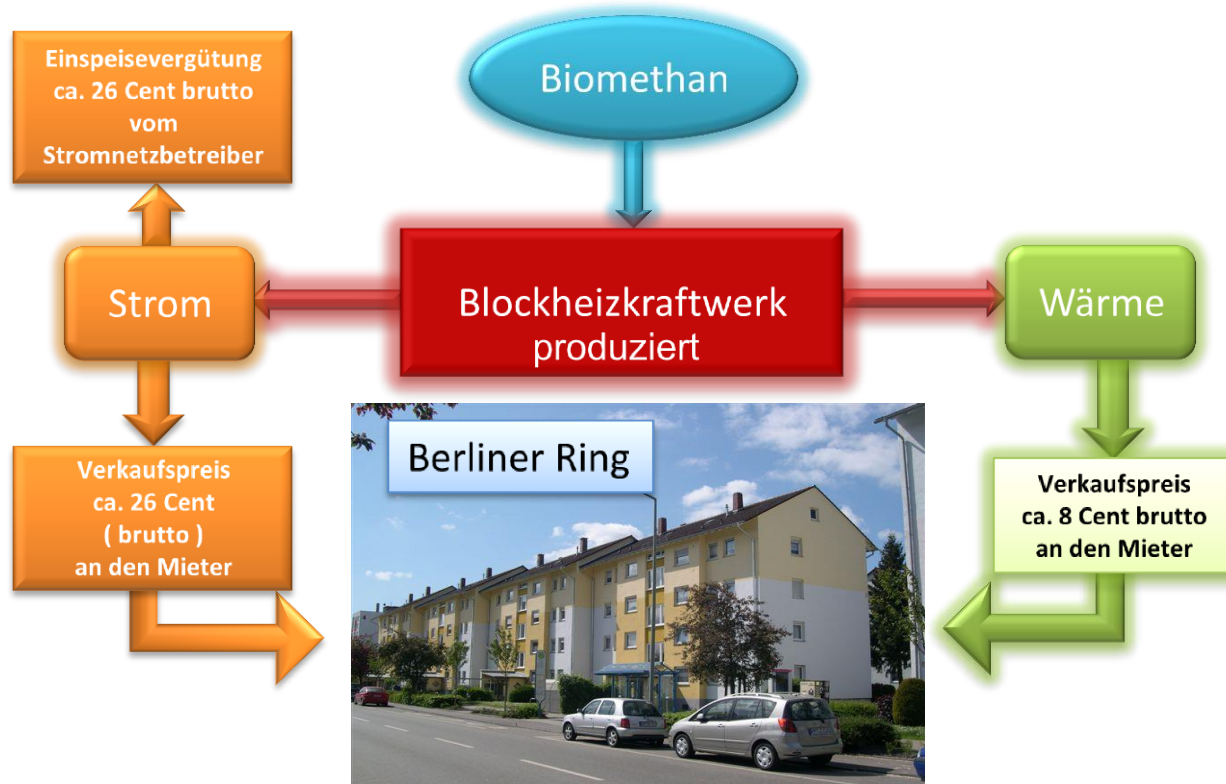 Einspeisevergütung
ca. 26 Cent brutto
vom
Stromnetzbetreiber
Biomethan
Strom
Blockheizkraftwerk
produziert
Wärme
Verkaufspreis
ca. 26 Cent
( brutto )
an den Mieter
Berliner Ring
Verkaufspreis
ca. 8 Cent brutto
an den Mieter